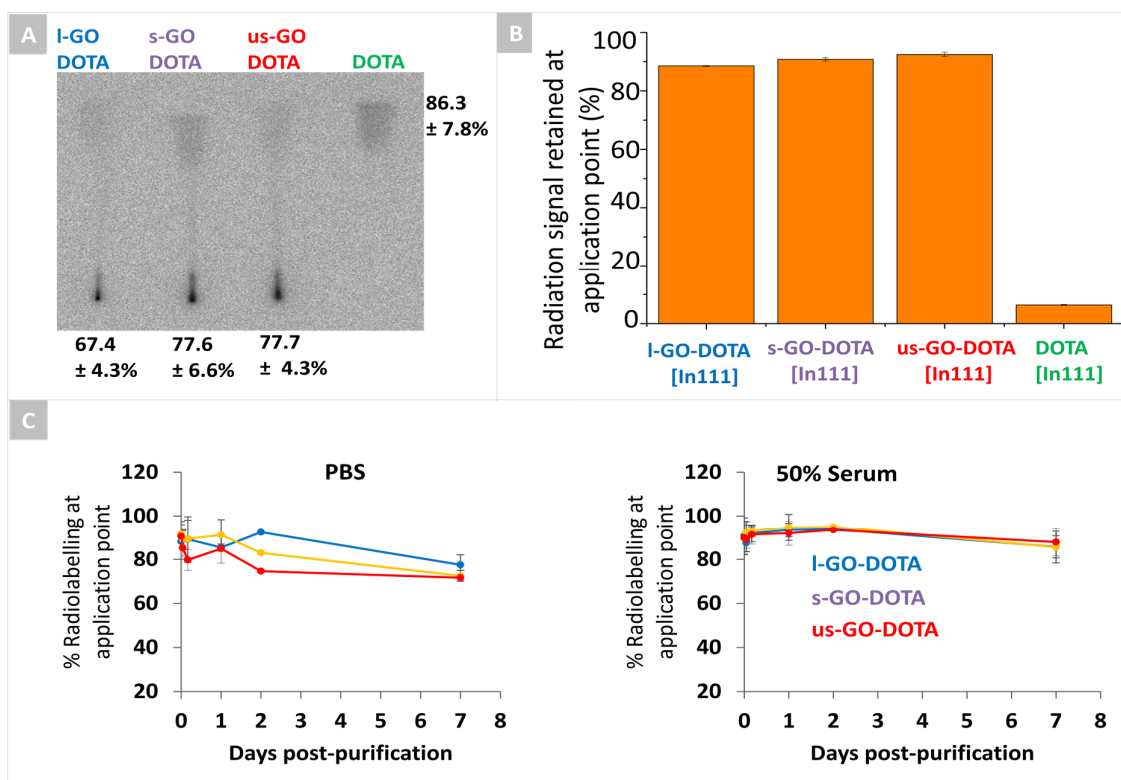 A
l-GO
DOTA
s-GO
DOTA
us-GO
DOTA
DOTA
86.3
± 7.8%
67.4
± 4.3%
77.6
± 6.6%
77.7
± 4.3%
B
Radiation signal retained at
application point (%)
100
80
60
40
20
0
l-GO-DOTA
[In111]
s-GO-DOTA
[In111]
us-GO-DOTA
[In111]
DOTA
[In111]
C
PBS
% Radiolabelling at
application point
120
100
80
60
40
20
0 1 2 3 4 5 6 7 8
Days post-purification
50% Serum
% Radiolabelling at
application point
120
100
80
60
40
20
l-GO-DOTA
s-GO-DOTA
us-GO-DOTA
0 1 2 3 4 5 6 7 8
Days post-purification